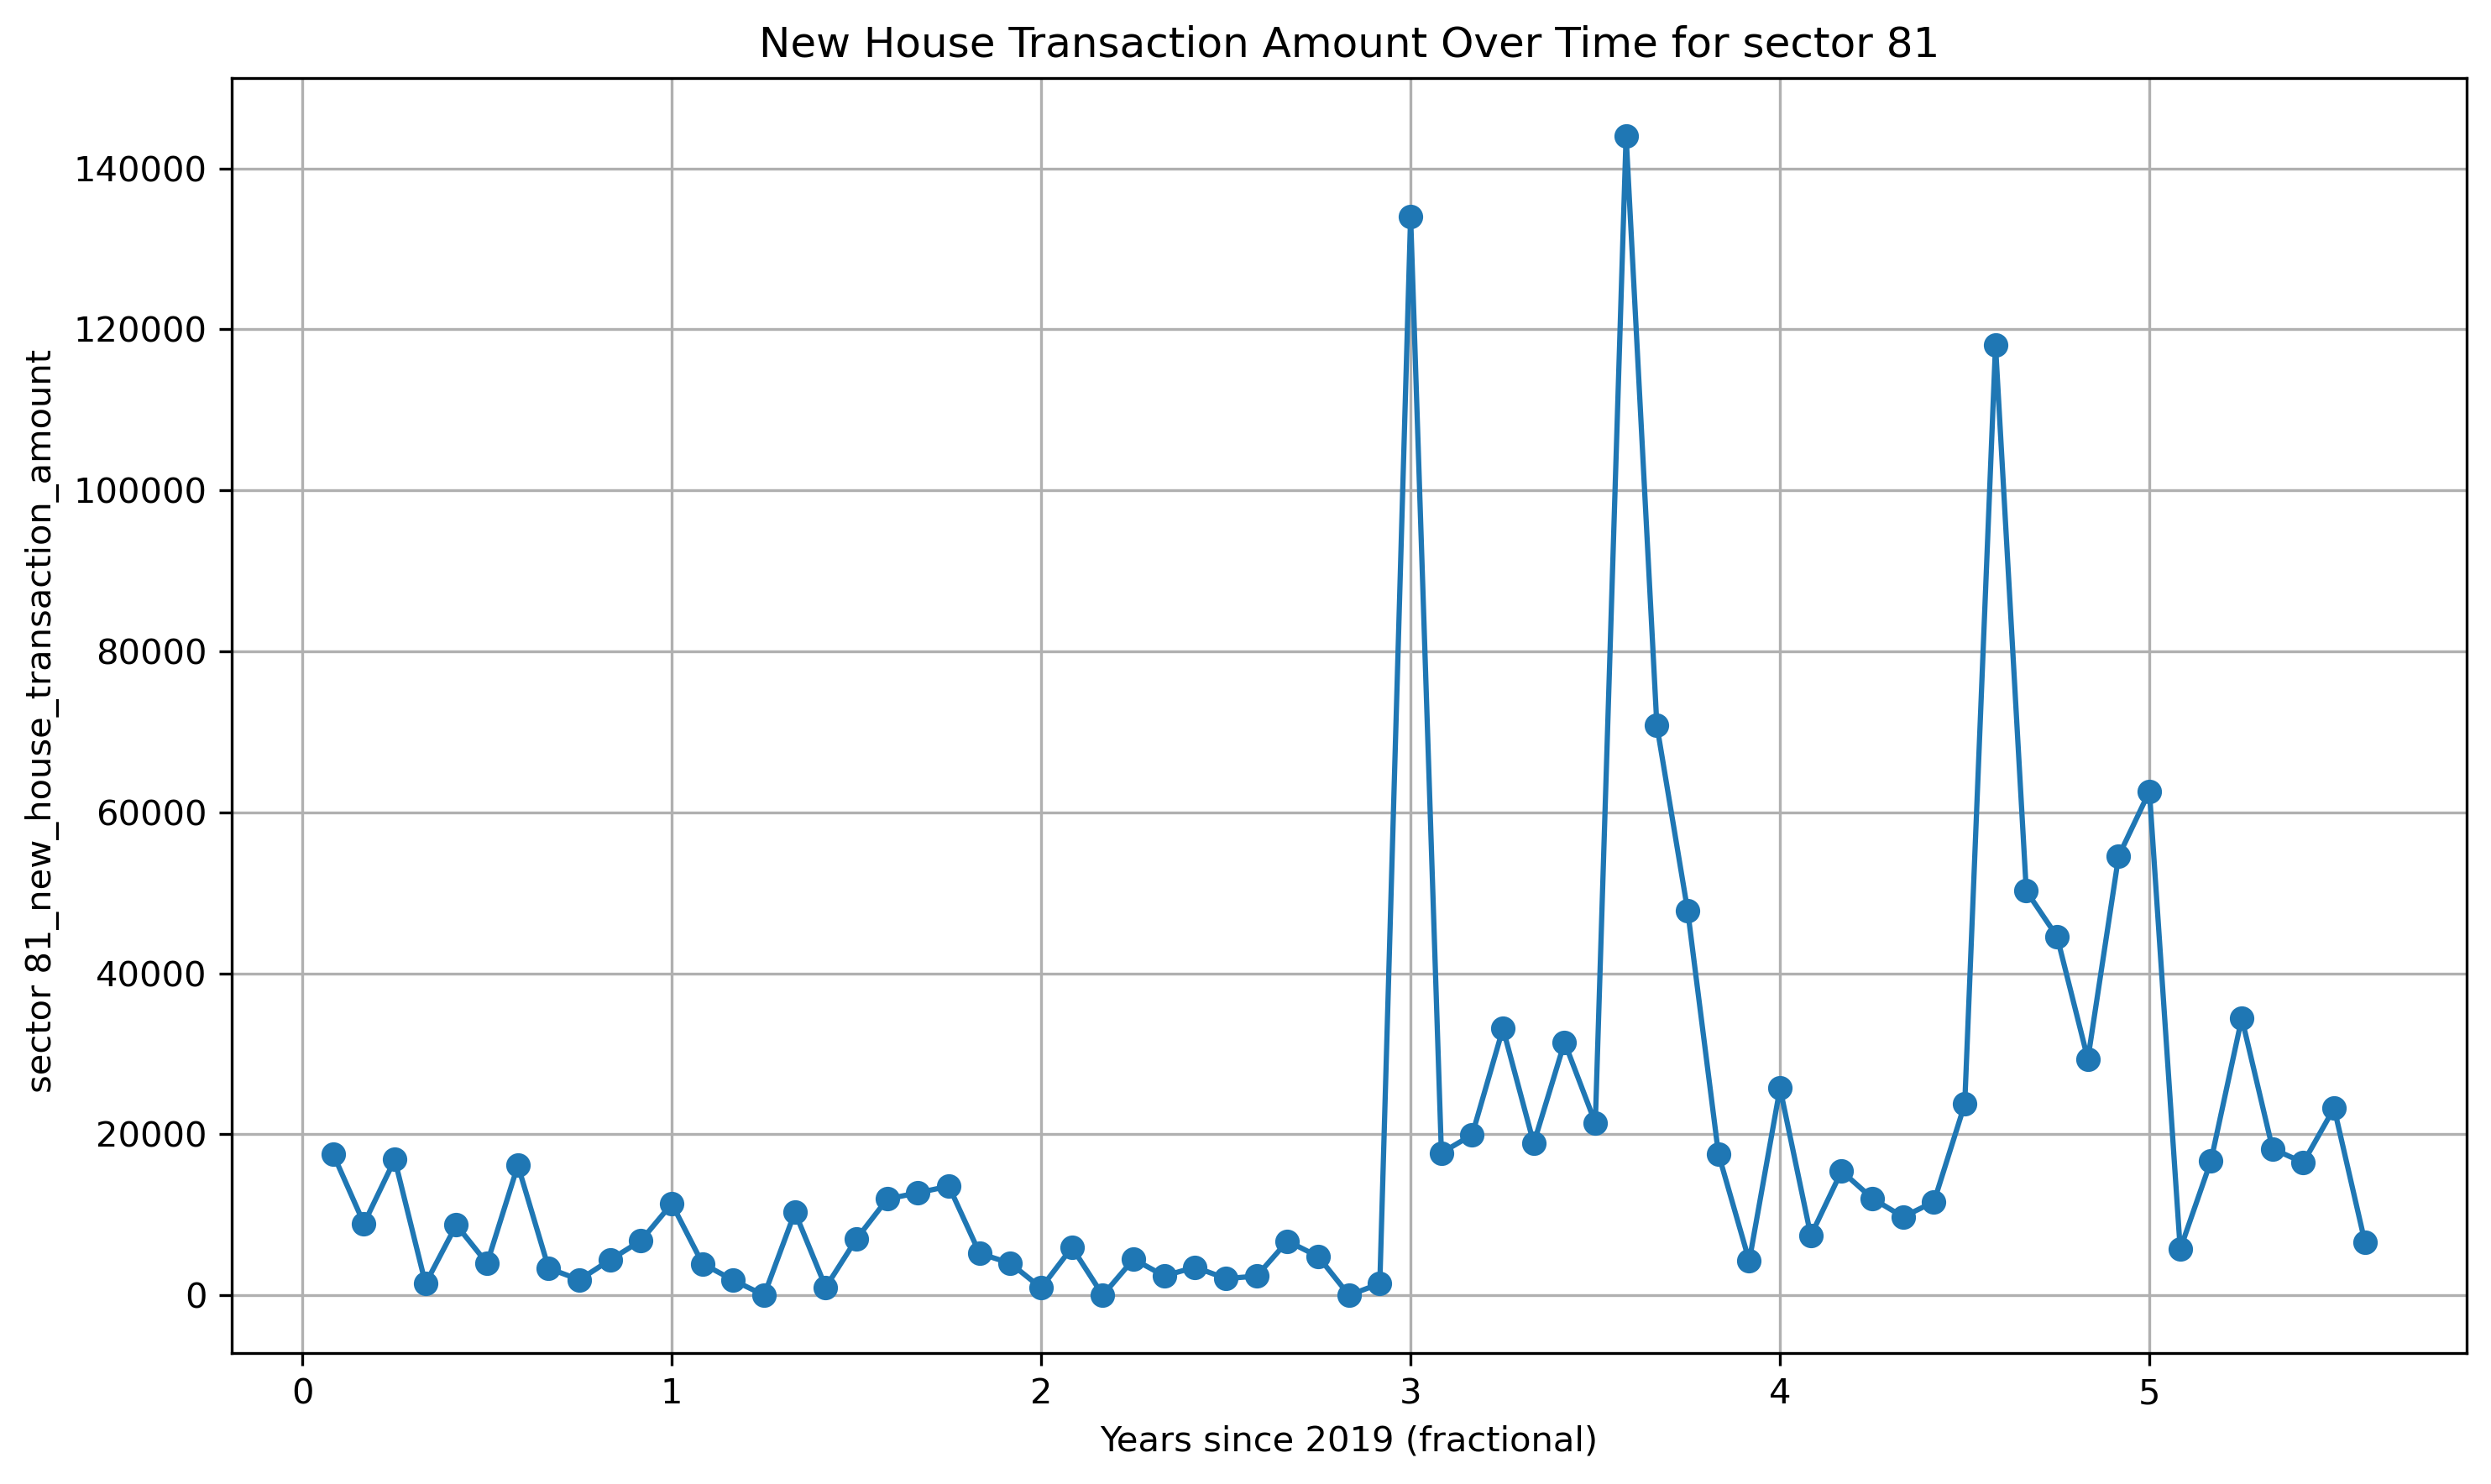 New House Transaction Amount Over Time for sector 81
sector 81_new_house_transaction_amount
140000
120000
100000
80000
60000
40000
20000
0
0 1 2 3 4 5
Years since 2019 (fractional)